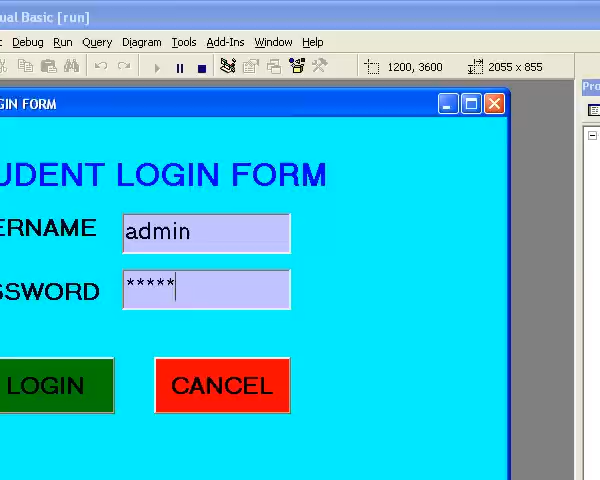 ual Basic [run]
t Debug Run Query Diagram Tools Add-Ins Window Help
1200, 3600 2055 x 855
GIN FORM
Pro
UDENT LOGIN FORM
ERNAME admin
SSWORD *****
LOGIN CANCEL